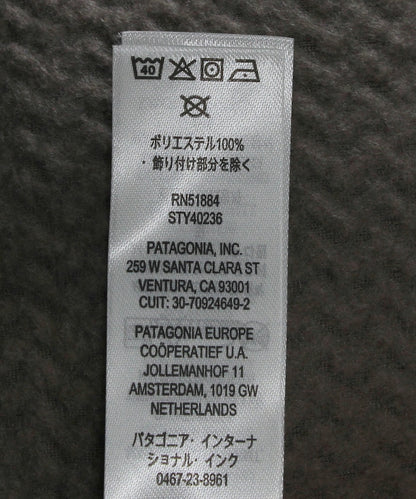 40
ポリエステル100%
・飾り付け部分を除く
RN51884
STY40236
PATAGONIA, INC.
259 W SANTA CLARA ST
VENTURA, CA 93001
CUIT: 30-70924649-2
PATAGONIA EUROPE
COÖPERATIEF U.A.
JOLLEMANHOF 11
AMSTERDAM, 1019 GW
NETHERLANDS
パタゴニア・インターナ
ショナル・インク
0467-23-8961